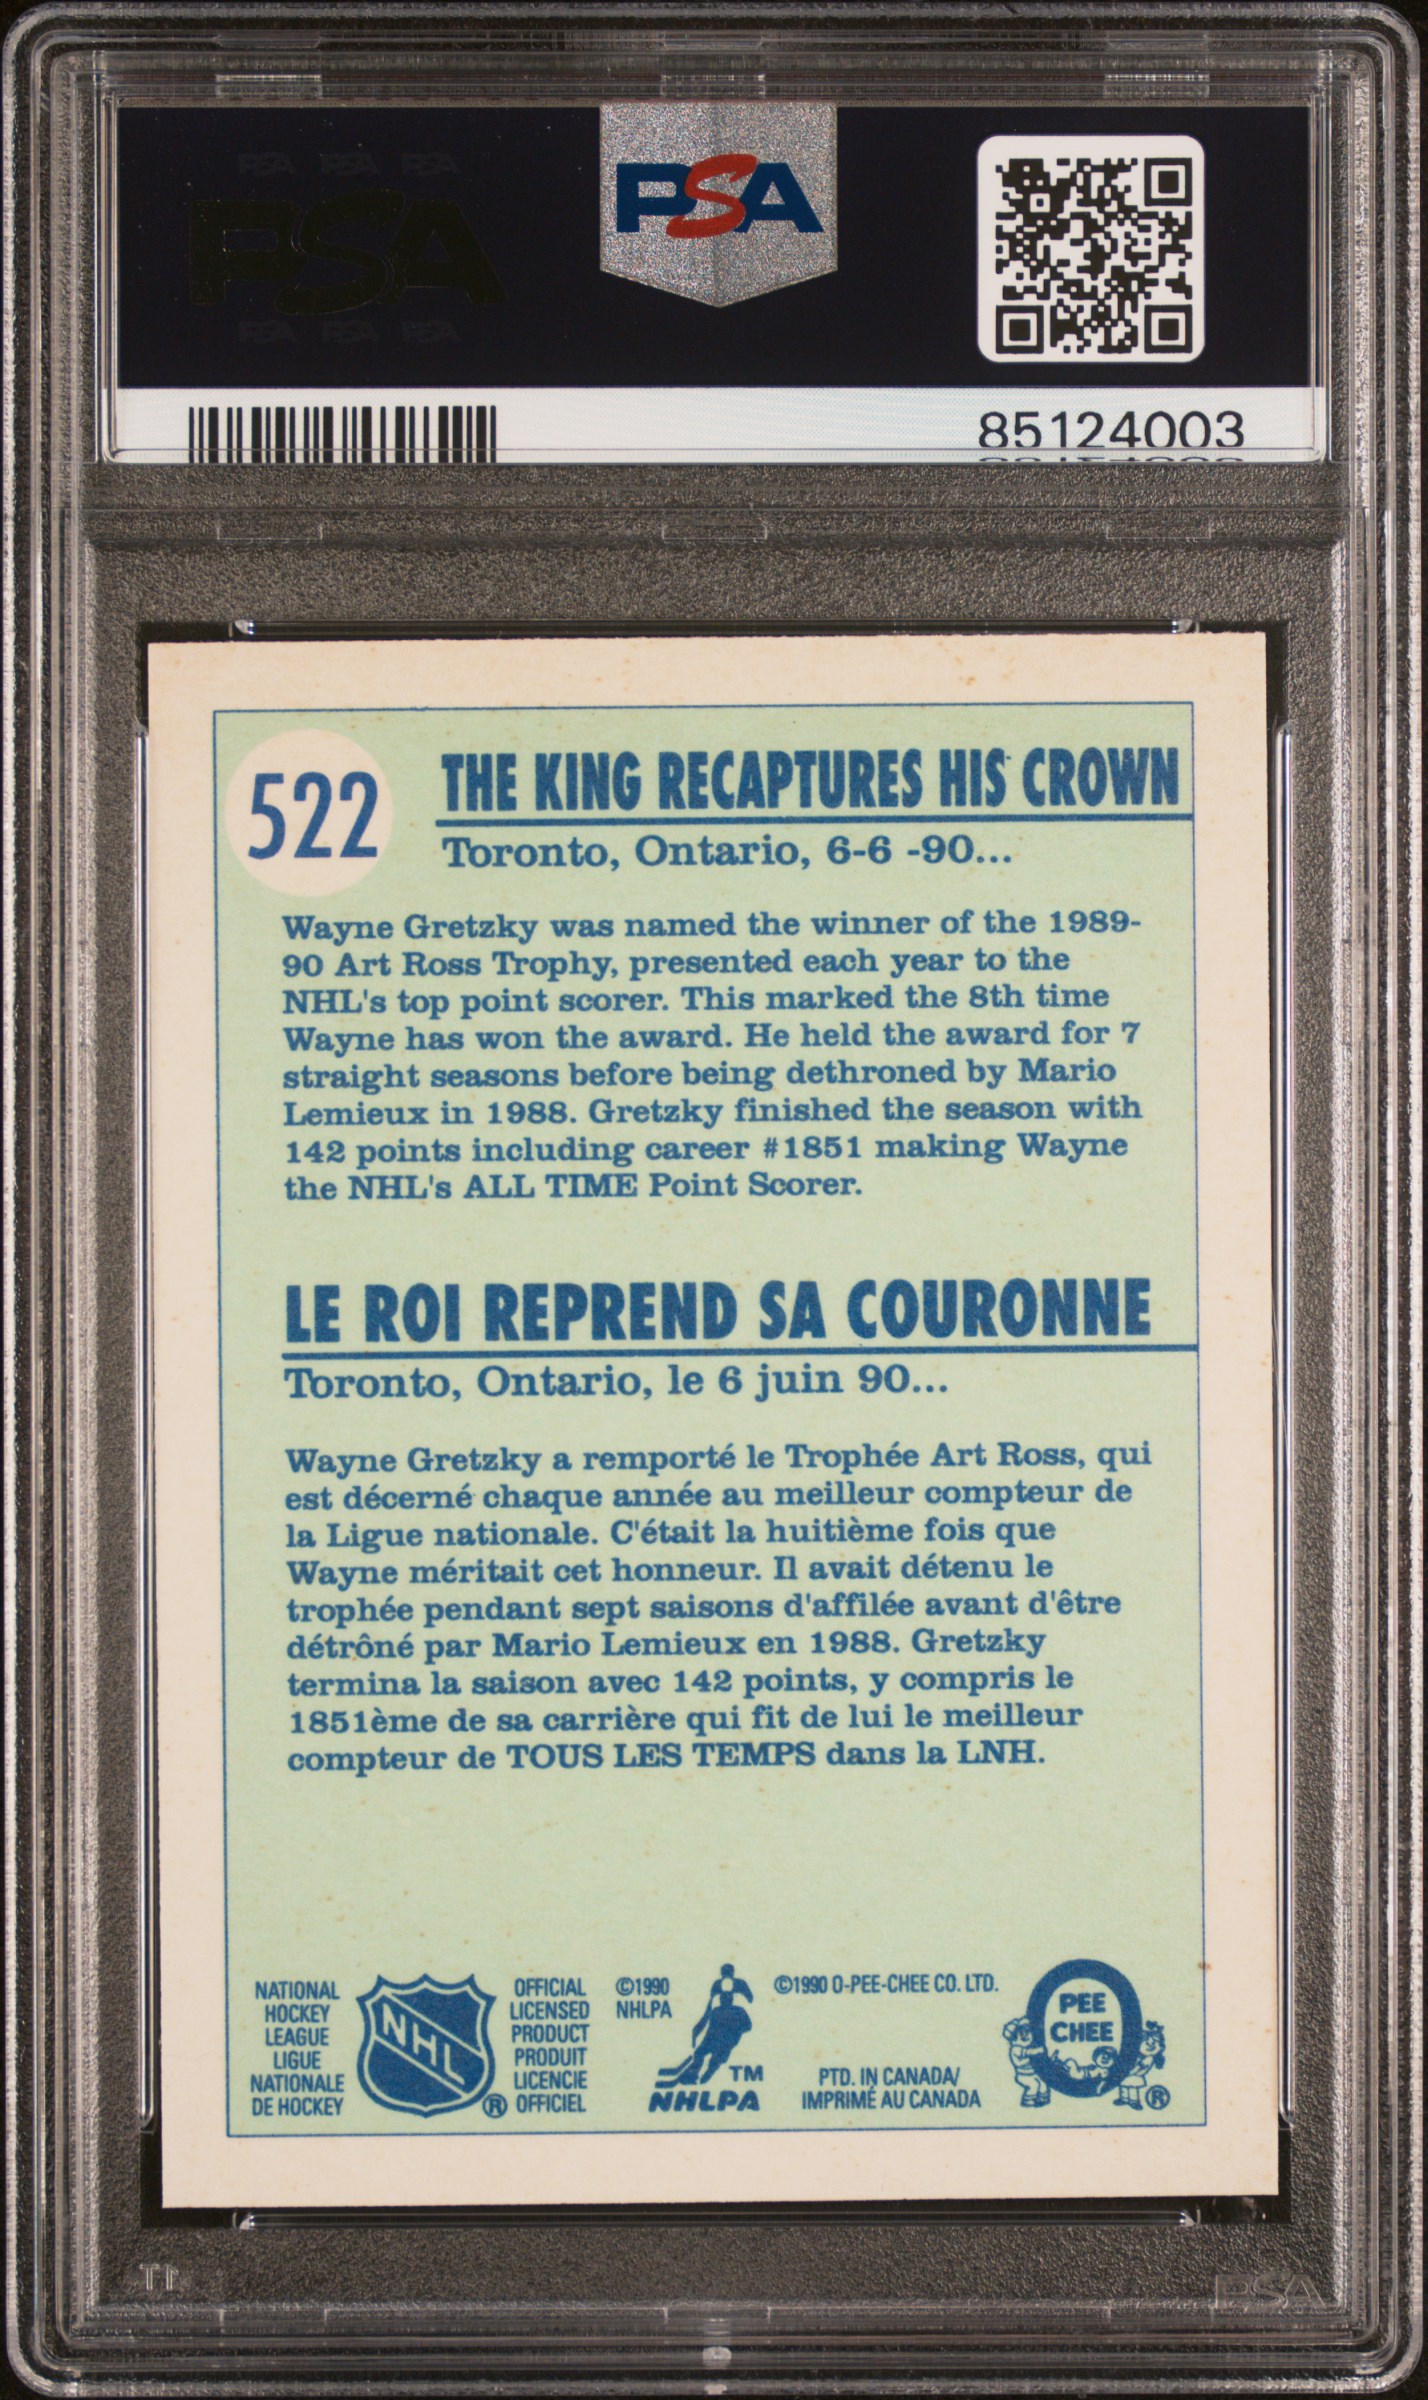 PSA PSA PSA
PSA
PSA PSA PSA
PSA
85124003
522
THE KING RECAPTURES HIS CROWN
Toronto, Ontario, 6-6 -90...
Wayne Gretzky was named the winner of the 1989-
90 Art Ross Trophy, presented each year to the
NHL's top point scorer. This marked the 8th time
Wayne has won the award. He held the award for 7
straight seasons before being dethroned by Mario
Lemieux in 1988. Gretzky finished the season with
142 points including career #1851 making Wayne
the NHL's ALL TIME Point Scorer.
LE ROI REPREND SA COURONNE
Toronto, Ontario, le 6 juin 90...
Wayne Gretzky a remporté le Trophée Art Ross, qui
est décerné chaque année au meilleur compteur de
la Ligue nationale. C'était la huitième fois que
Wayne méritait cet honneur. Il avait détenu le
trophée pendant sept saisons d'affilée avant d'être
détrôné par Mario Lemieux en 1988. Gretzky
termina la saison avec 142 points, y compris le
1851ème de sa carrière qui fit de lui le meilleur
compteur de TOUS LES TEMPS dans la LNH.
NATIONAL
HOCKEY
LEAGUE
LIGUE
NATIONALE
DE HOCKEY
NHL
®
OFFICIAL
LICENSED
PRODUCT
PRODUIT
LICENCIE
OFFICIEL
©1990
NHLPA
TM
NHLPA
©1990 O-PEE-CHEE CO. LTD.
PTD. IN CANADA/
IMPRIMÉ AU CANADA
PEE
CHEE
®
PSA